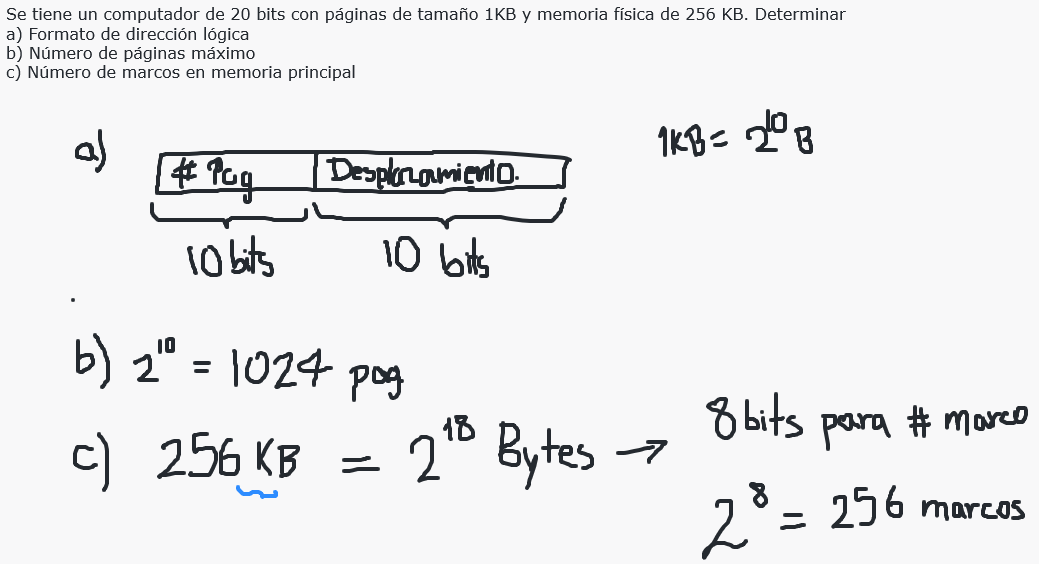 Se tiene un computador de 20 bits con páginas de tamaño 1KB y memoria física de 256 KB. Determinar
a) Formato de dirección lógica
b) Número de páginas máximo
c) Número de marcos en memoria principal
a)
# Pag Desplazamiento.
1KB = 2^10 B
10 bits 10 bits
b) 2^10 = 1024 pag
c) 256 KB = 2^18 Bytes → 8 bits para # marco
2^8 = 256 marcos